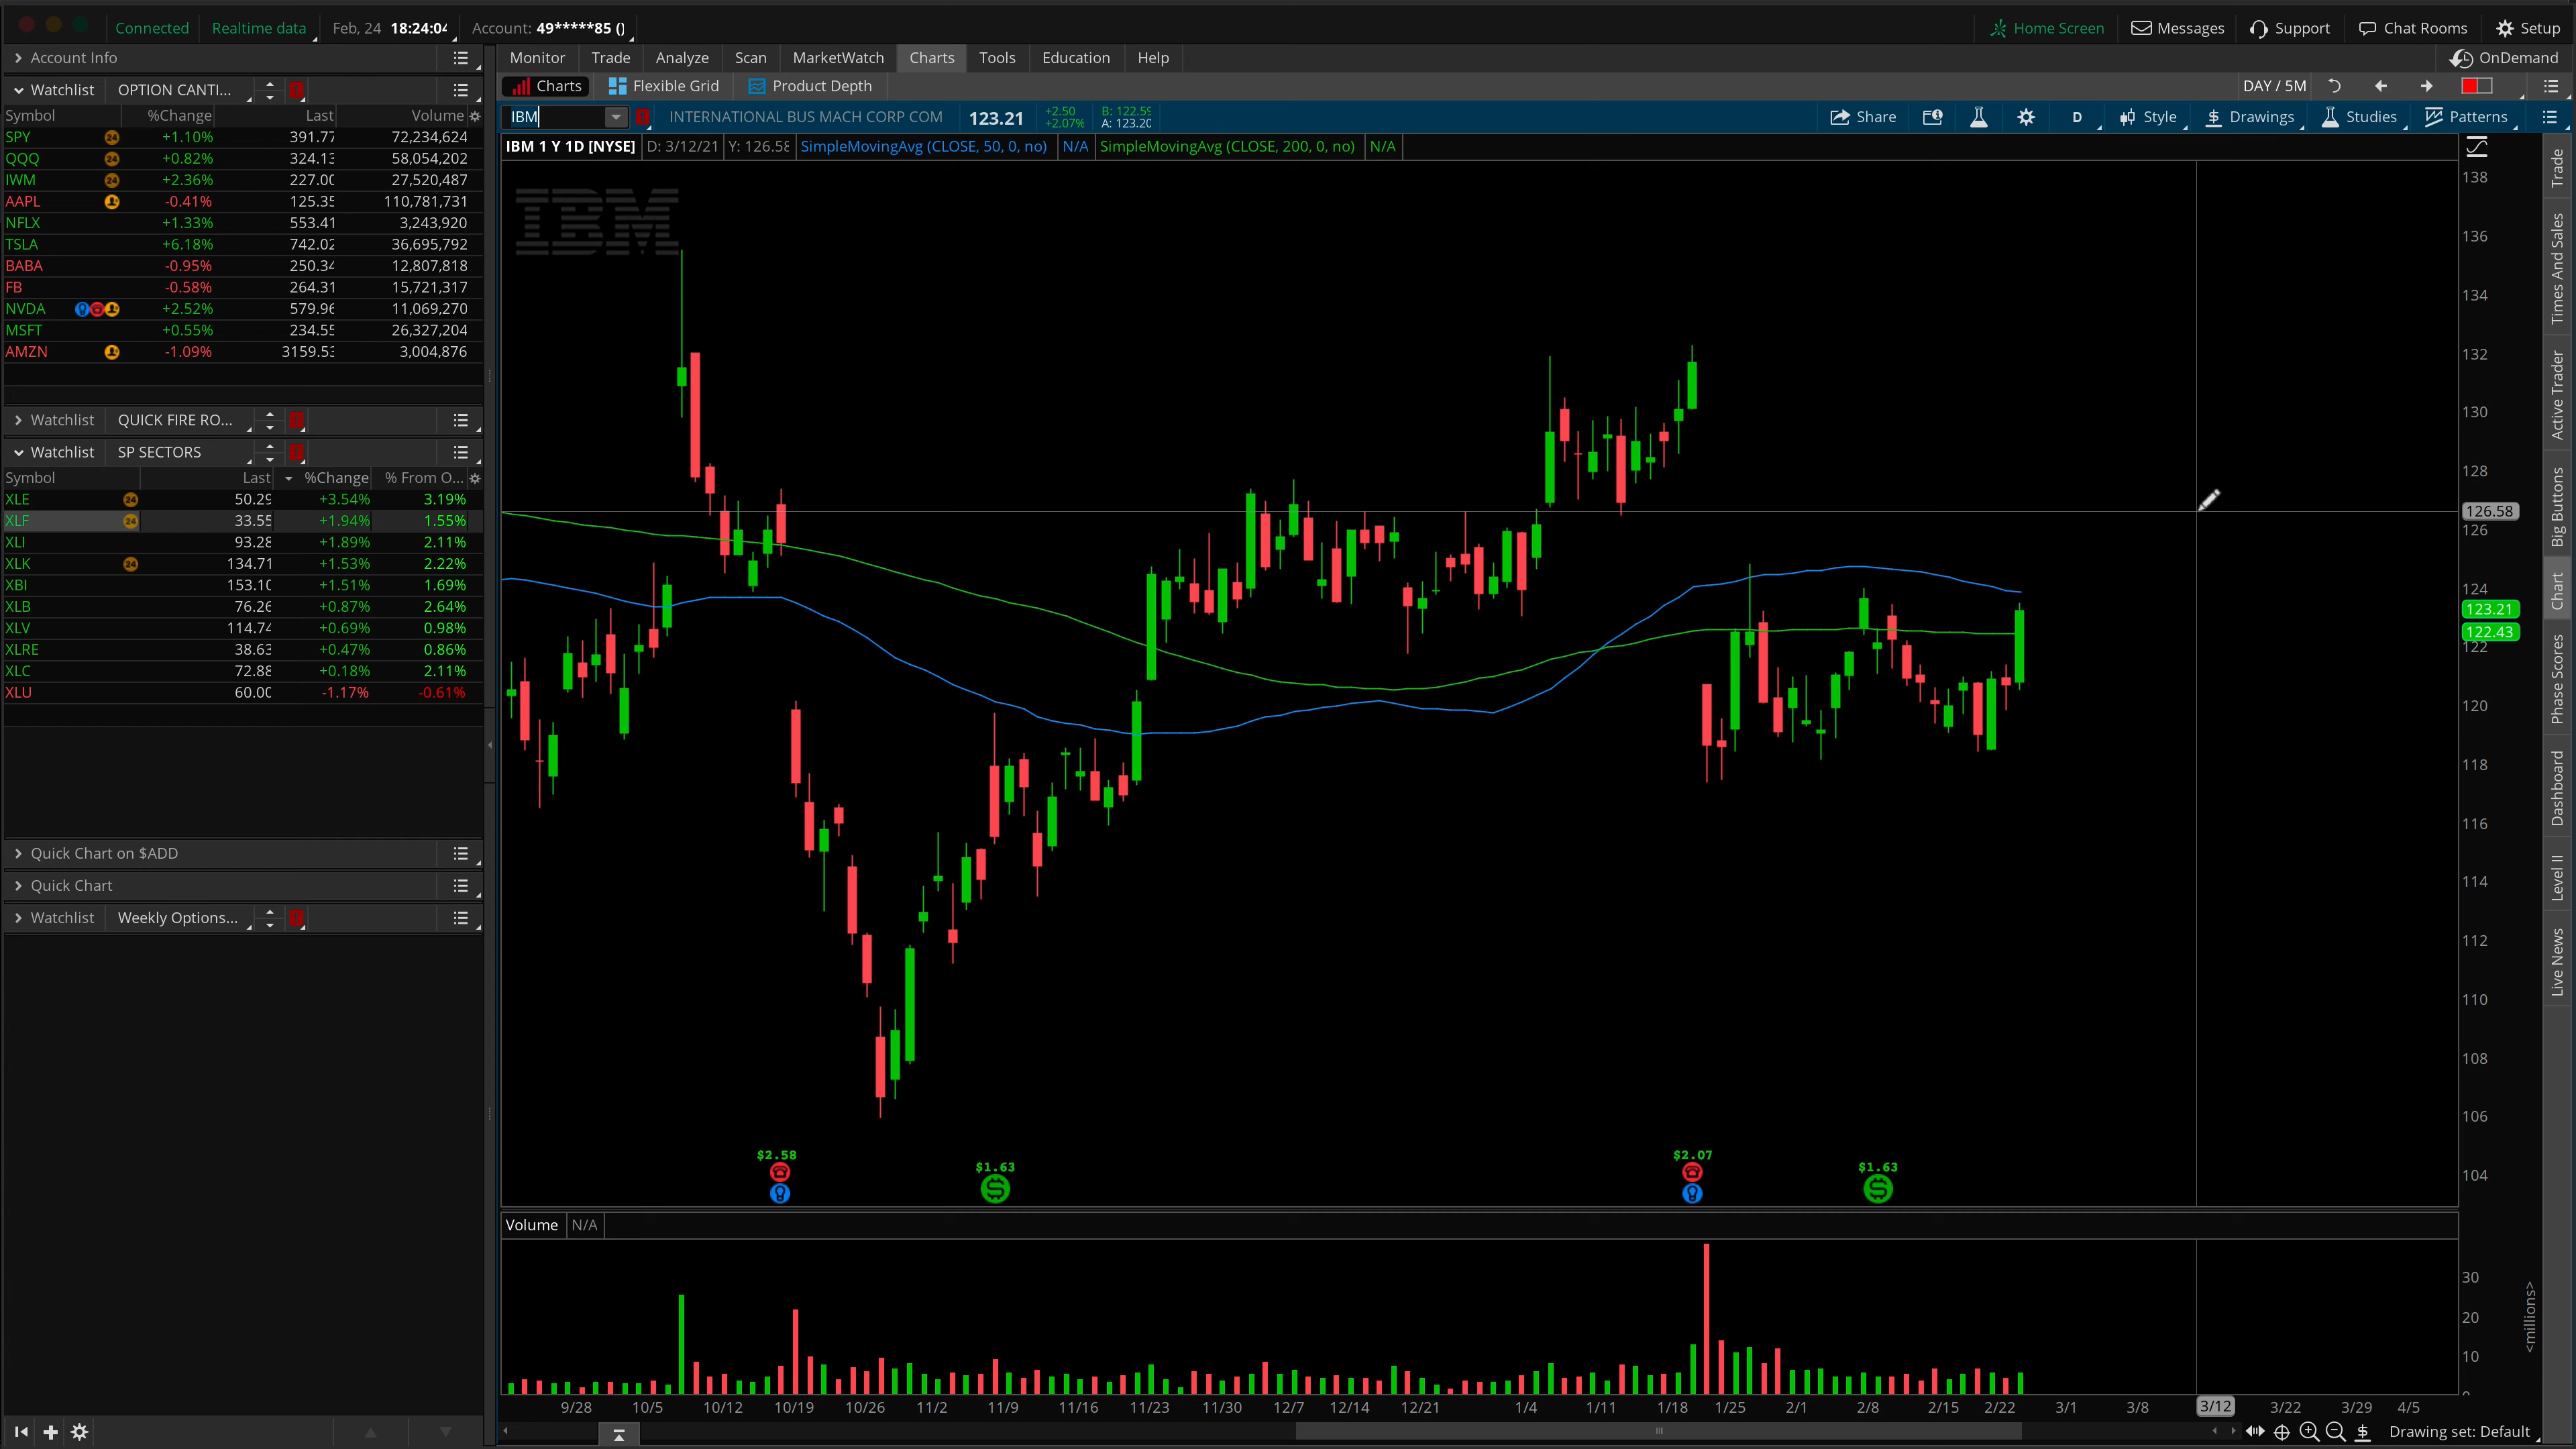 Connected Realtime data Feb, 24 18:24:04 Account: 49*****85 () Home Screen Messages Support Chat Rooms Setup
Account Info
Monitor Trade Analyze Scan MarketWatch Charts Tools Education Help OnDemand
Watchlist OPTION CANTI...
Charts Flexible Grid Product Depth DAY / 5M
Symbol %Change Last Volume
IBM INTERNATIONAL BUS MACH CORP COM 123.21 +2.50 +2.07% B: 122.59 A: 123.20 Share D Style Drawings Studies Patterns
IBM 1 Y 1D [NYSE] D: 3/12/21 Y: 126.58 SimpleMovingAvg (CLOSE, 50, 0, no) N/A SimpleMovingAvg (CLOSE, 200, 0, no) N/A
SPY 24 +1.10% 391.77 72,234,624
QQQ 24 +0.82% 324.13 58,054,202
IWM 24 +2.36% 227.00 27,520,487
AAPL -0.41% 125.35 110,781,731
NFLX +1.33% 553.41 3,243,920
TSLA +6.18% 742.02 36,695,792
BABA -0.95% 250.34 12,807,818
FB -0.58% 264.31 15,721,317
NVDA +2.52% 579.96 11,069,270
MSFT +0.55% 234.55 26,327,204
AMZN -1.09% 3159.53 3,004,876
Watchlist QUICK FIRE RO...
Watchlist SP SECTORS
Symbol Last %Change % From O...
XLE 24 50.29 +3.54% 3.19%
XLF 24 33.55 +1.94% 1.55%
XLI 93.28 +1.89% 2.11%
XLK 24 134.71 +1.53% 2.22%
XBI 153.10 +1.51% 1.69%
XLB 76.26 +0.87% 2.64%
XLV 114.74 +0.69% 0.98%
XLRE 38.63 +0.47% 0.86%
XLC 72.88 +0.18% 2.11%
XLU 60.00 -1.17% -0.61%
Quick Chart on $ADD
Quick Chart
Watchlist Weekly Options...
IBM
138
136
134
132
130
128
126.58
126
124
123.21
122.43
122
120
118
116
114
112
110
108
106
104
$2.58 $1.63 $2.07 $1.63
Volume N/A
30
20
10
<millions>
9/28 10/5 10/12 10/19 10/26 11/2 11/9 11/16 11/23 11/30 12/7 12/14 12/21 1/4 1/11 1/18 1/25 2/1 2/8 2/15 2/22 3/1 3/8 3/12 3/22 3/29 4/5
Drawing set: Default
Trade
Times And Sales
Active Trader
Big Buttons
Chart
Phase Scores
Dashboard
Level II
Live News